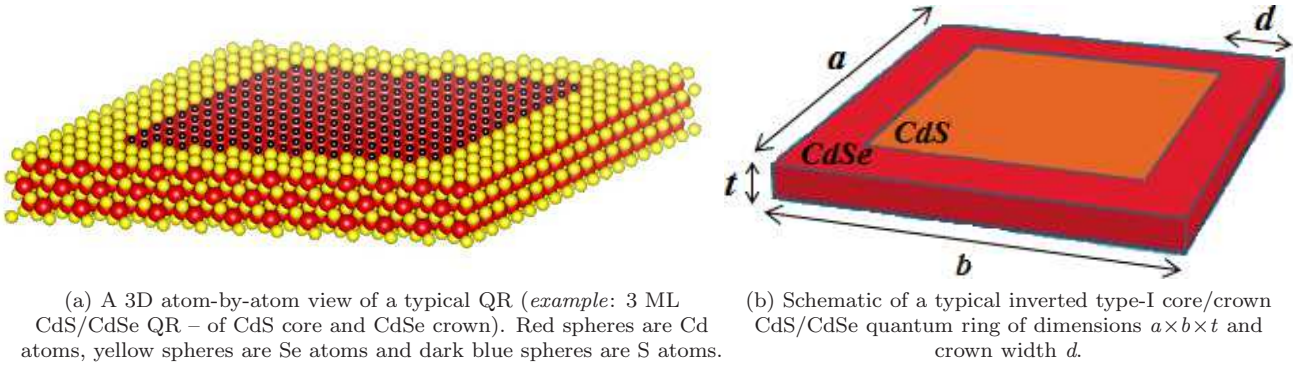 a
d
CdS
CdSe
t
b
(a) A 3D atom-by-atom view of a typical QR (example: 3 ML
CdS/CdSe QR – of CdS core and CdSe crown). Red spheres are Cd
atoms, yellow spheres are Se atoms and dark blue spheres are S atoms.
(b) Schematic of a typical inverted type-I core/crown
CdS/CdSe quantum ring of dimensions a×b×t and
crown width d.